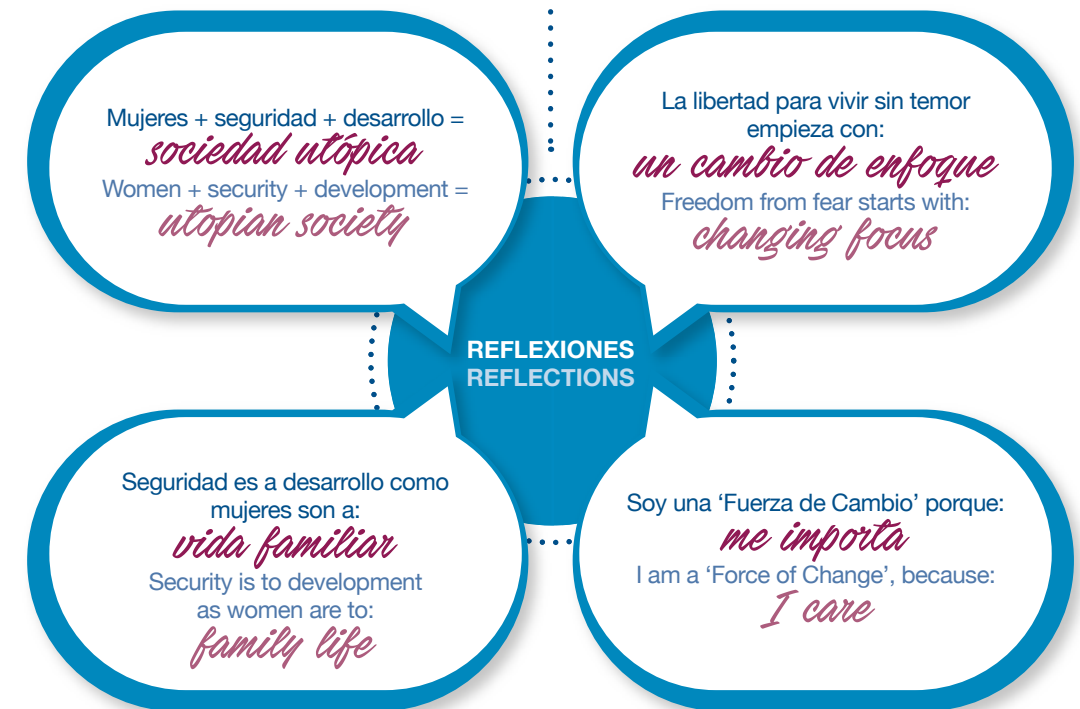 Mujeres + seguridad + desarrollo =
sociedad utópica
Women + security + development =
utopian society
La libertad para vivir sin temor
empieza con:
un cambio de enfoque
Freedom from fear starts with:
changing focus
REFLEXIONES
REFLECTIONS
Seguridad es a desarrollo como
mujeres son a:
vida familiar
Security is to development
as women are to:
family life
Soy una ‘Fuerza de Cambio’ porque:
me importa
I am a ‘Force of Change’, because:
I care